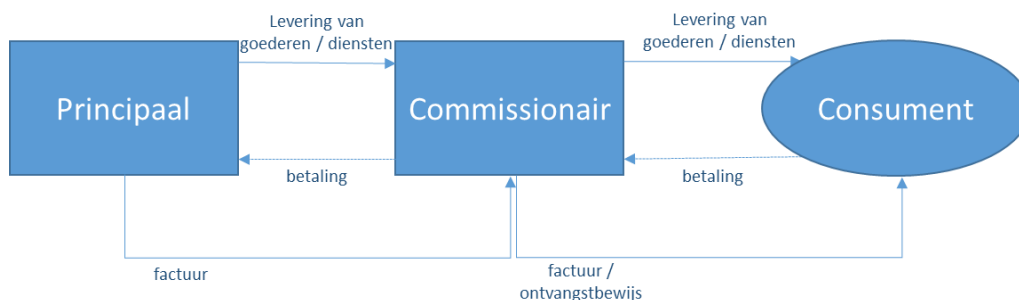 Levering van
goederen / diensten
Levering van
goederen / diensten
Principaal
Commissionair
Consument
betaling
betaling
factuur
factuur /
ontvangstbewijs